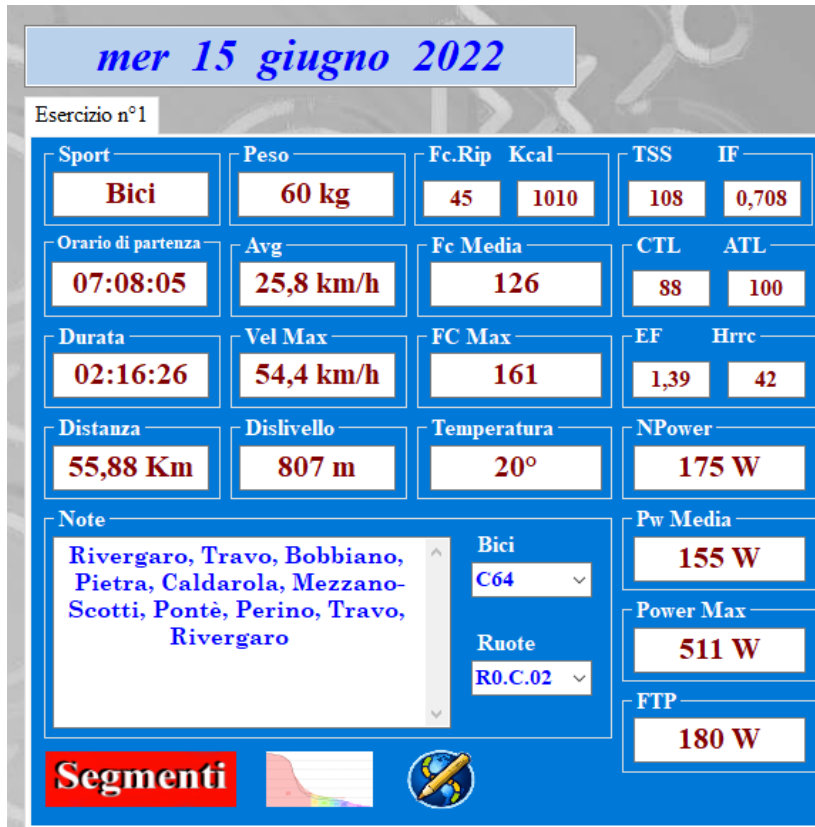 mer 15 giugno 2022
Esercizio n°1
Sport Peso Fc.Rip Kcal TSS IF
Bici 60 kg 45 1010 108 0,708
Orario di partenza Avg Fc Media CTL ATL
07:08:05 25,8 km/h 126 88 100
Durata Vel Max FC Max EF Hrrc
02:16:26 54,4 km/h 161 1,39 42
Distanza Dislivello Temperatura NPower
55,88 Km 807 m 20° 175 W
Note Pw Media
Rivergaro, Travo, Bobbiano,
Pietra, Caldarola, Mezzano-
Scotti, Pontè, Perino, Travo,
Rivergaro
Bici
C64
Ruote
R0.C.02
155 W
Power Max
511 W
FTP
180 W
Segmenti